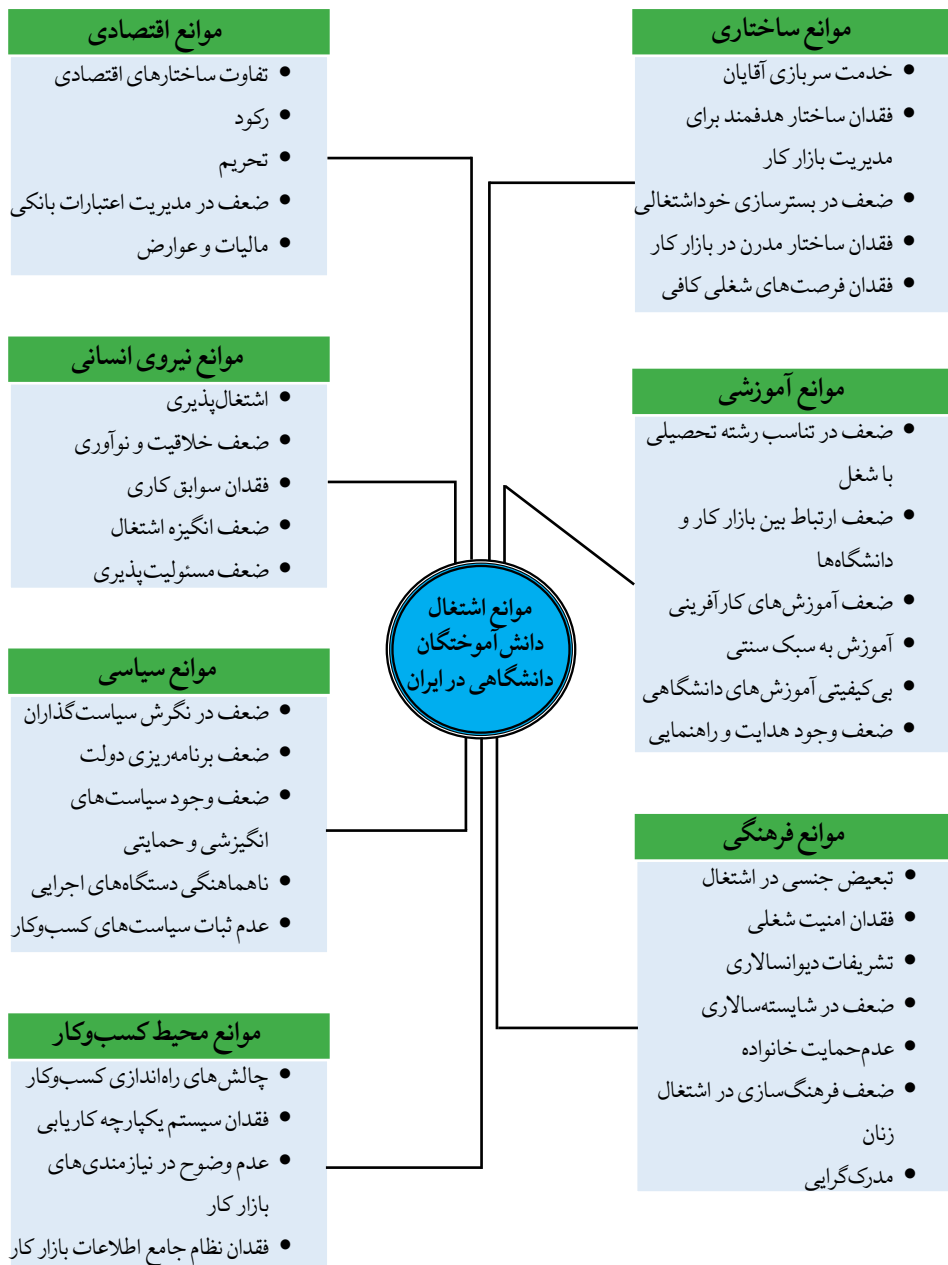 موانع ساختاری
• خدمت سربازی آقایان
• فقدان ساختار هدفمند برای
مدیریت بازار کار
• ضعف در بسترسازی خوداشتغالی
• فقدان ساختار مدرن در بازار کار
• فقدان فرصت‌های شغلی کافی
موانع آموزشی
• ضعف در تناسب رشته تحصیلی
با شغل
• ضعف ارتباط بین بازار کار و
دانشگاه‌ها
• ضعف آموزش‌های کارآفرینی
• آموزش به سبک سنتی
• بی‌کیفیتی آموزش‌های دانشگاهی
• ضعف وجود هدایت و راهنمایی
موانع فرهنگی
• تبعیض جنسی در اشتغال
• فقدان امنیت شغلی
• تشریفات دیوانسالاری
• ضعف در شایسته‌سالاری
• عدم‌حمایت خانواده
• ضعف فرهنگ‌سازی در اشتغال
زنان
• مدرک‌گرایی
موانع اشتغال
دانش‌آموختگان
دانشگاهی در ایران
موانع اقتصادی
• تفاوت ساختارهای اقتصادی
• رکود
• تحریم
• ضعف در مدیریت اعتبارات بانکی
• مالیات و عوارض
موانع نیروی انسانی
• اشتغال‌پذیری
• ضعف خلاقیت و نوآوری
• فقدان سوابق کاری
• ضعف انگیزه اشتغال
• ضعف مسئولیت‌پذیری
موانع سیاسی
• ضعف در نگرش سیاست‌گذاران
• ضعف برنامه‌ریزی دولت
• ضعف وجود سیاست‌های
انگیزشی و حمایتی
• ناهماهنگی دستگاه‌های اجرایی
• عدم ثبات سیاست‌های کسب‌وکار
موانع محیط کسب‌وکار
• چالش‌های راه‌اندازی کسب‌وکار
• فقدان سیستم یکپارچه کاریابی
• عدم وضوح در نیازمندی‌های
بازار کار
• فقدان نظام جامع اطلاعات بازار کار